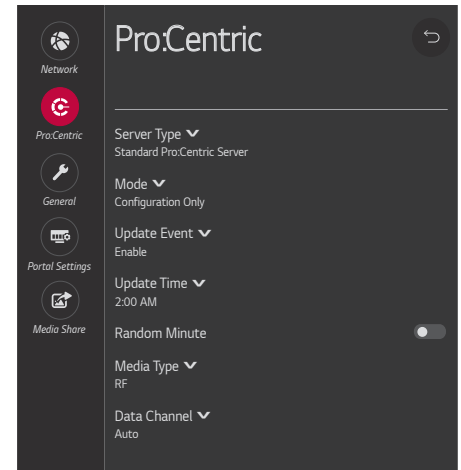 Pro:Centric
Network
Pro:Centric
General
Portal Settings
Media Share
Server Type
Standard Pro:Centric Server
Mode
Configuration Only
Update Event
Enable
Update Time
2:00 AM
Random Minute
Media Type
RF
Data Channel
Auto